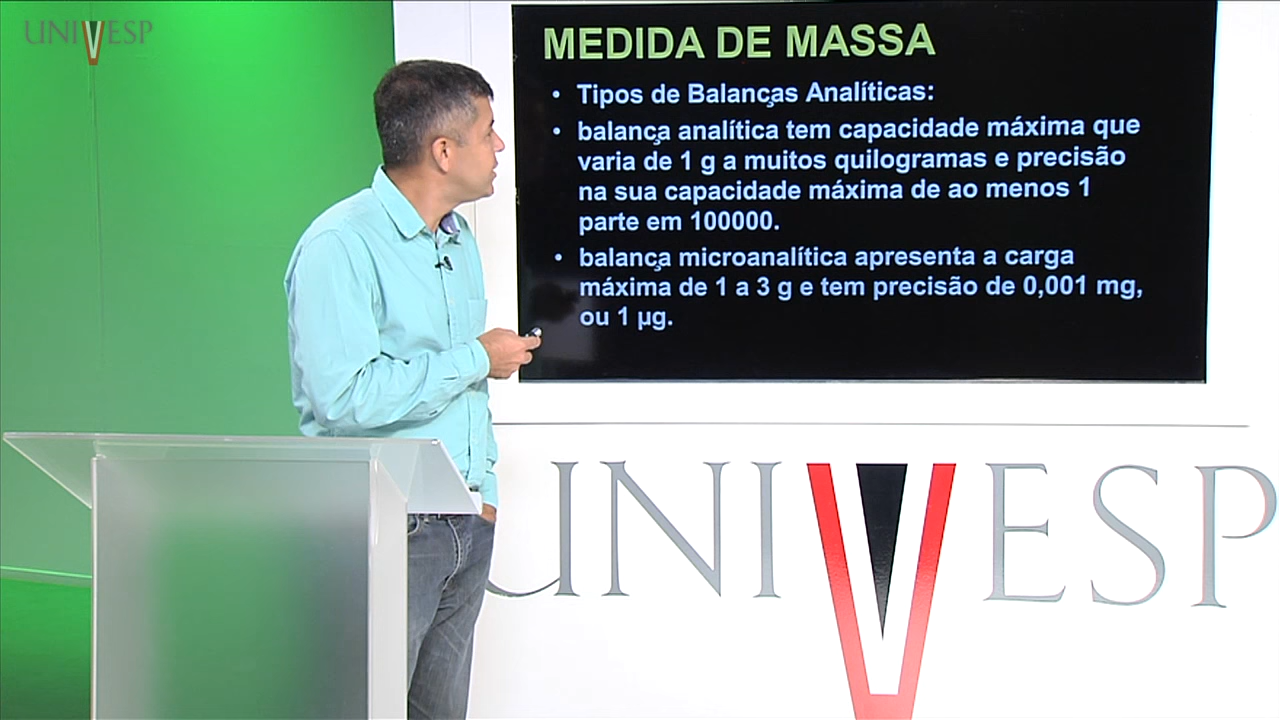 UNIVESP
MEDIDA DE MASSA
• Tipos de Balanças Analíticas:
• balança analítica tem capacidade máxima que
varia de 1 g a muitos quilogramas e precisão
na sua capacidade máxima de ao menos 1
parte em 100000.
• balança microanalítica apresenta a carga
máxima de 1 a 3 g e tem precisão de 0,001 mg,
ou 1 µg.
UNIVESP